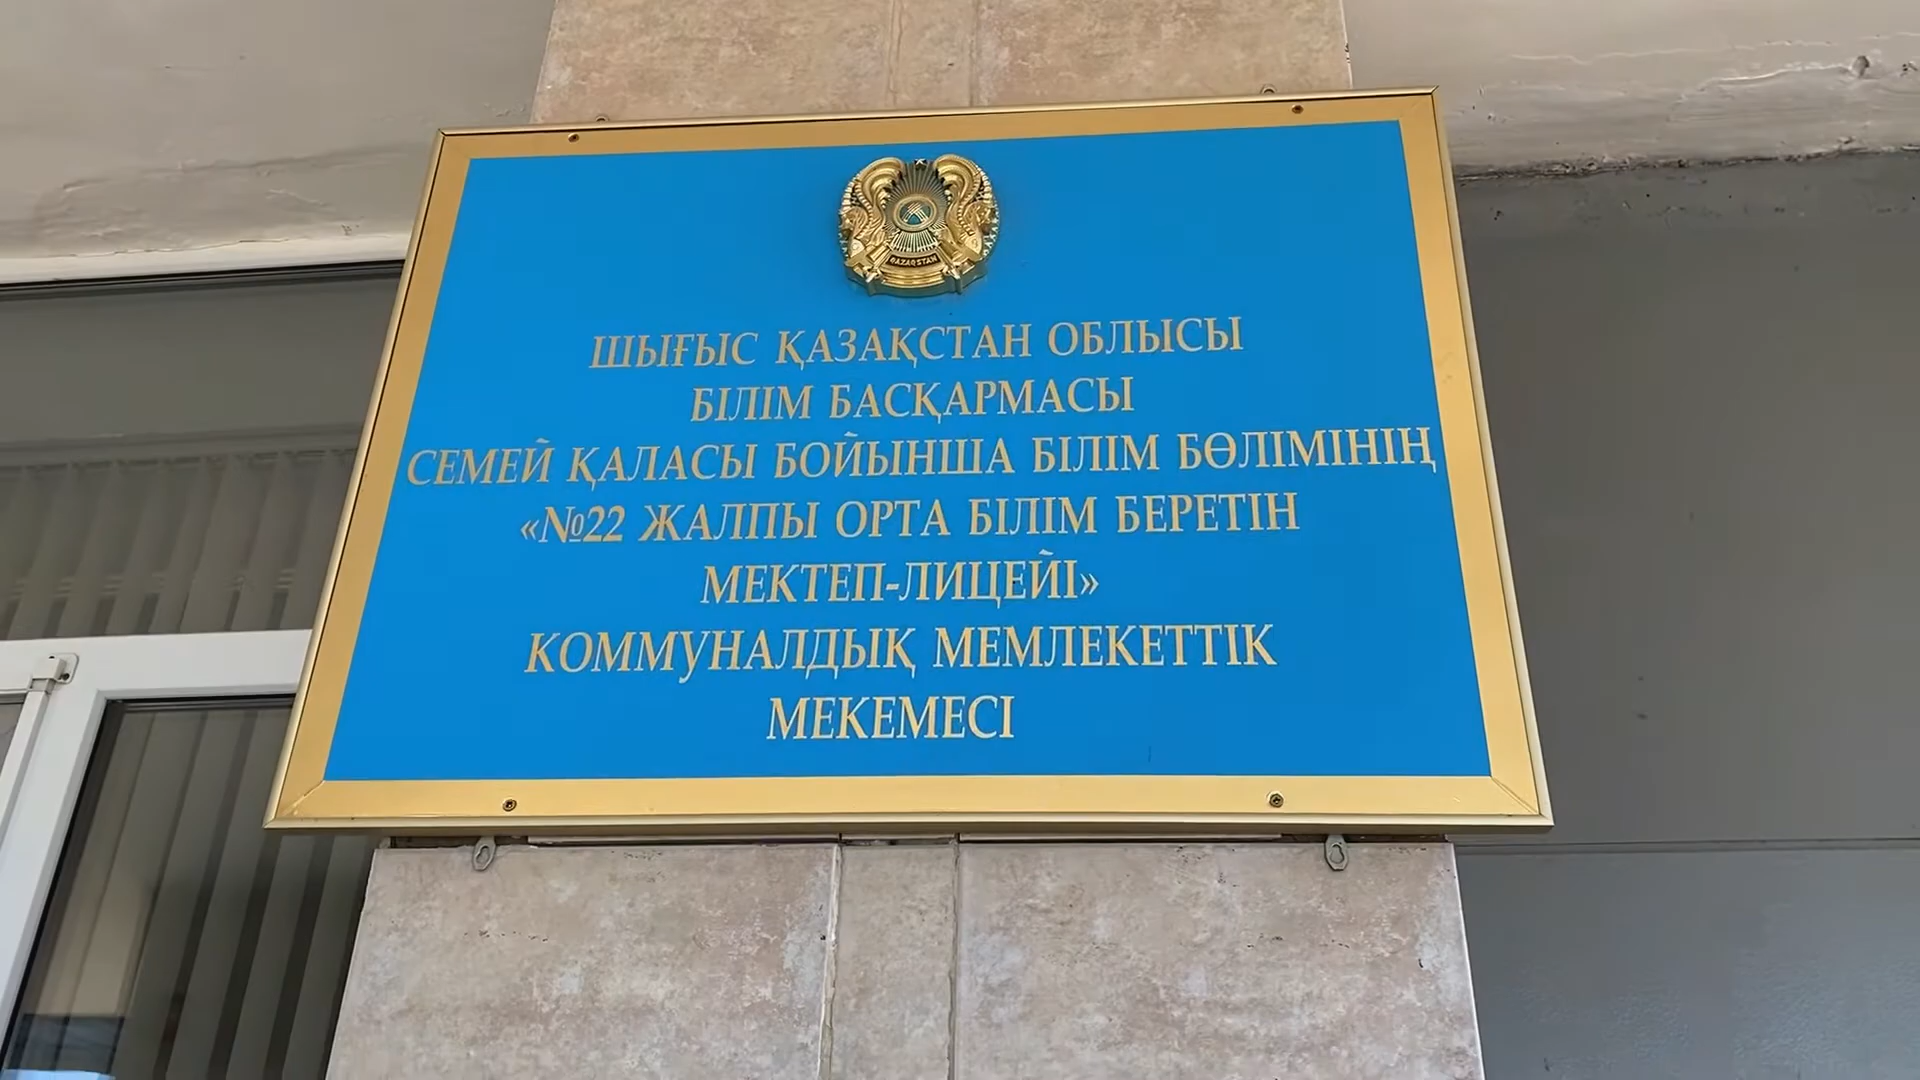 QAZAQSTAN
ШЫҒЫС ҚАЗАҚСТАН ОБЛЫСЫ
БІЛІМ БАСҚАРМАСЫ
СЕМЕЙ ҚАЛАСЫ БОЙЫНША БІЛІМ БӨЛІМІНІҢ
«№22 ЖАЛПЫ ОРТА БІЛІМ БЕРЕТІН
МЕКТЕП-ЛИЦЕЙІ»
КОММУНАЛДЫҚ МЕМЛЕКЕТТІК
МЕКЕМЕСІ